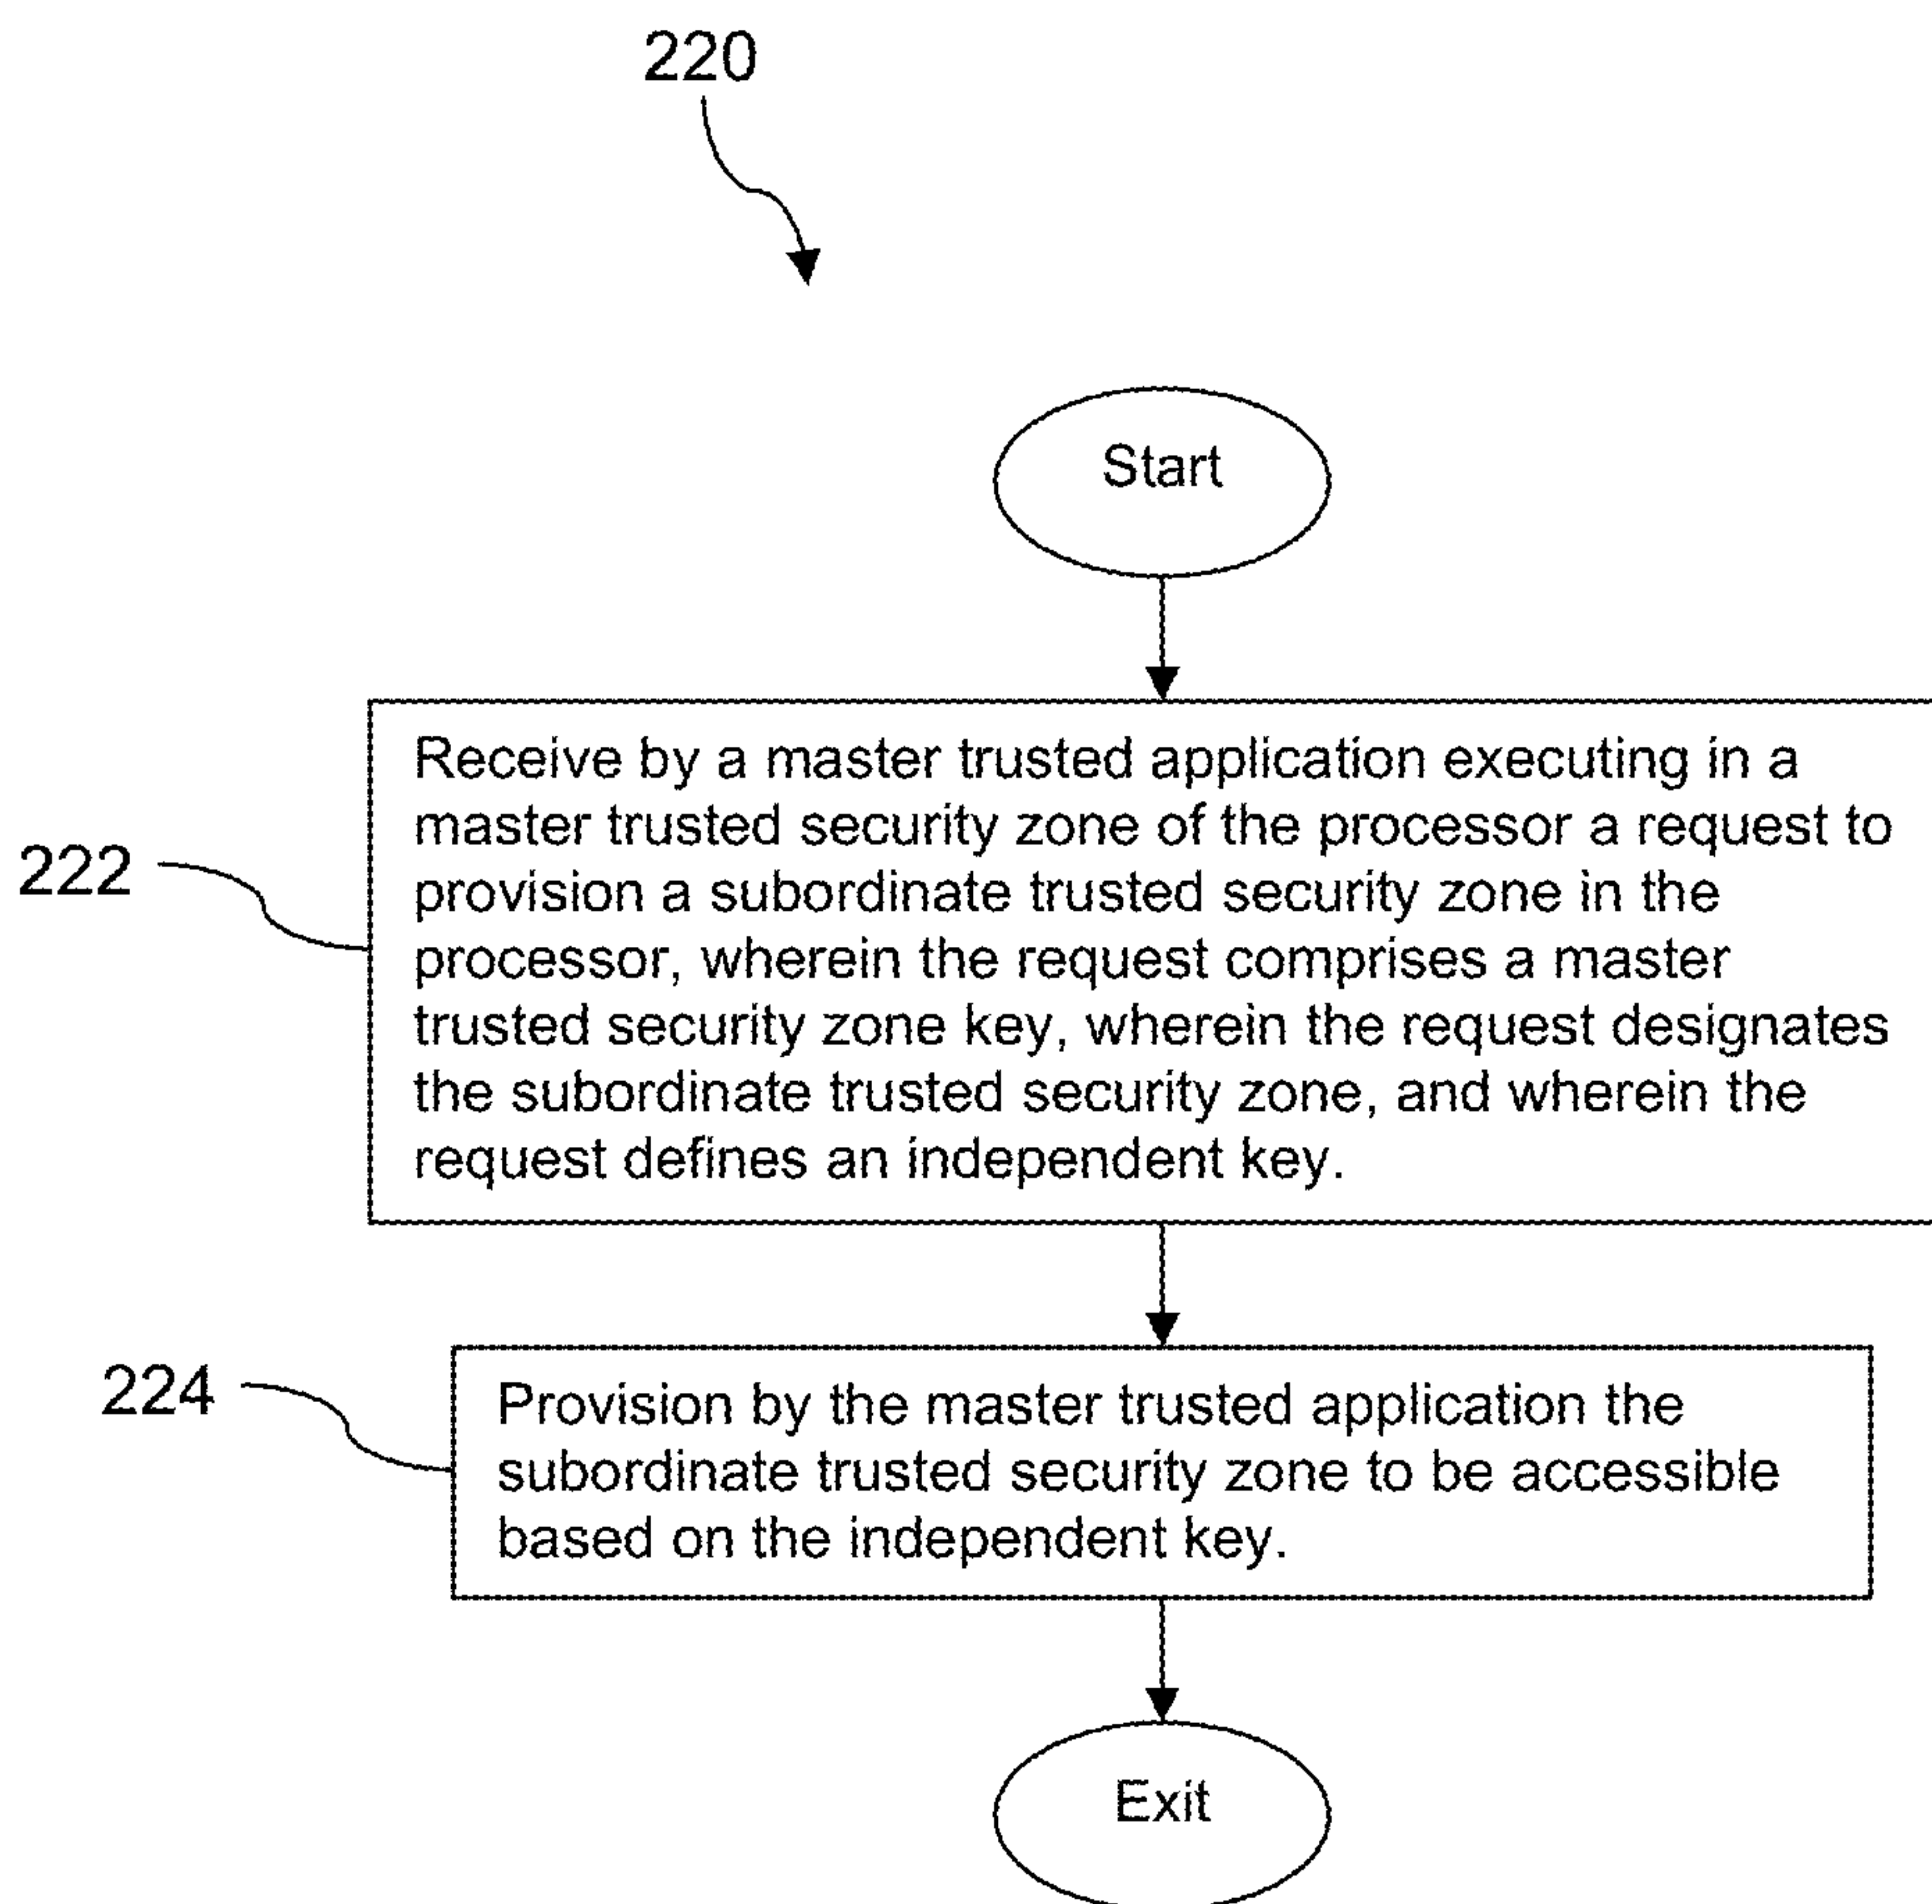 220
Start
222
Receive by a master trusted application executing in a
master trusted security zone of the processor a request to
provision a subordinate trusted security zone in the
processor, wherein the request comprises a master
trusted security zone key, wherein the request designates
the subordinate trusted security zone, and wherein the
request defines an independent key.
224
Provision by the master trusted application the
subordinate trusted security zone to be accessible
based on the independent key.
Exit